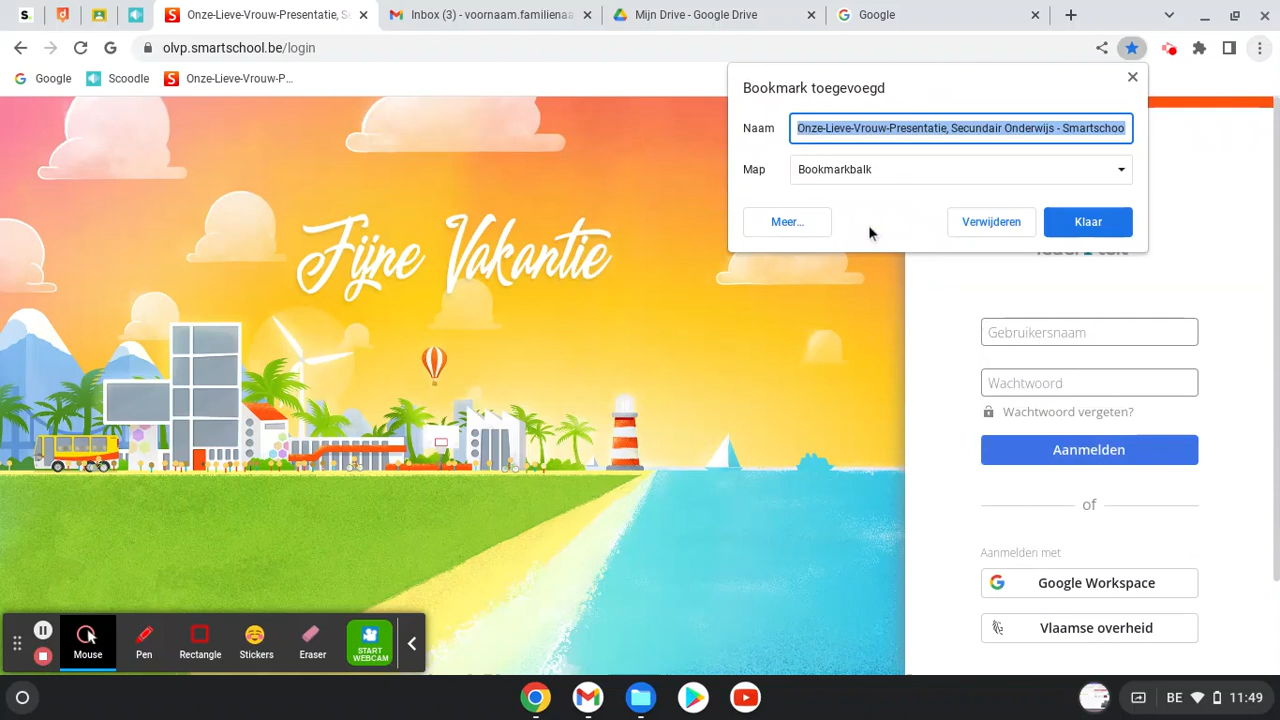 Onze-Lieve-Vrouw-Presentatie, S
Inbox (3) - voornaam.familienaa
Mijn Drive - Google Drive
Google
olvp.smartschool.be/login
Google
Scoodle
Onze-Lieve-Vrouw-P...
Bookmark toegevoegd
Naam
Onze-Lieve-Vrouw-Presentatie, Secundair Onderwijs - Smartschoo
Map
Bookmarkbalk
Meer...
Verwijderen
Klaar
Fijne Vakantie
Gebruikersnaam
Wachtwoord
Wachtwoord vergeten?
Aanmelden
of
Aanmelden met
Google Workspace
Vlaamse overheid
Mouse
Pen
Rectangle
Stickers
Eraser
START
WEBCAM
BE
11:49